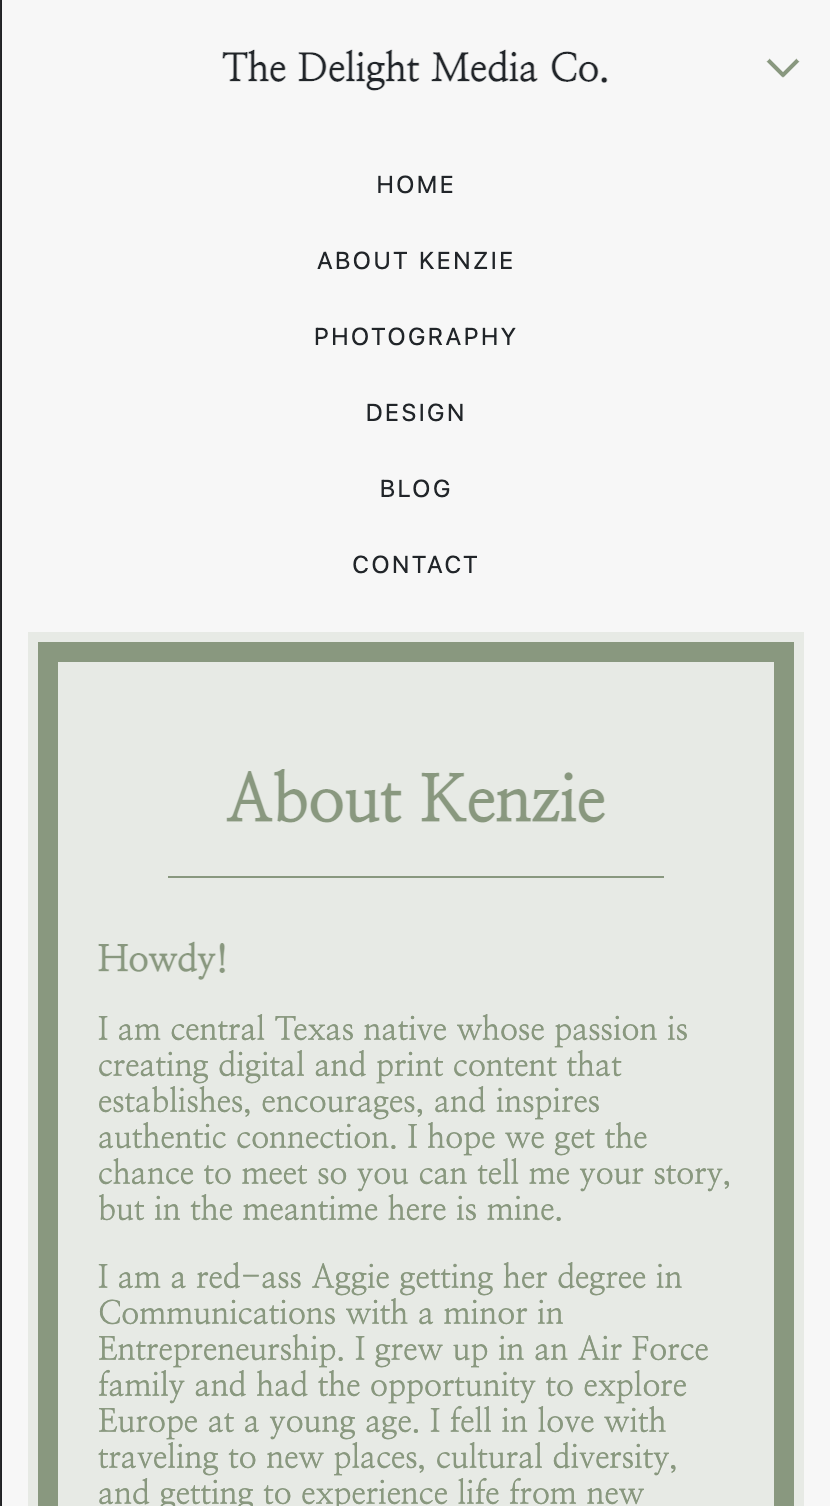 The Delight Media Co.
HOME
ABOUT KENZIE
PHOTOGRAPHY
DESIGN
BLOG
CONTACT
About Kenzie
Howdy!
I am central Texas native whose passion is
creating digital and print content that
establishes, encourages, and inspires
authentic connection. I hope we get the
chance to meet so you can tell me your story,
but in the meantime here is mine.
I am a red-ass Aggie getting her degree in
Communications with a minor in
Entrepreneurship. I grew up in an Air Force
family and had the opportunity to explore
Europe at a young age. I fell in love with
traveling to new places, cultural diversity,
and getting to experience life from new